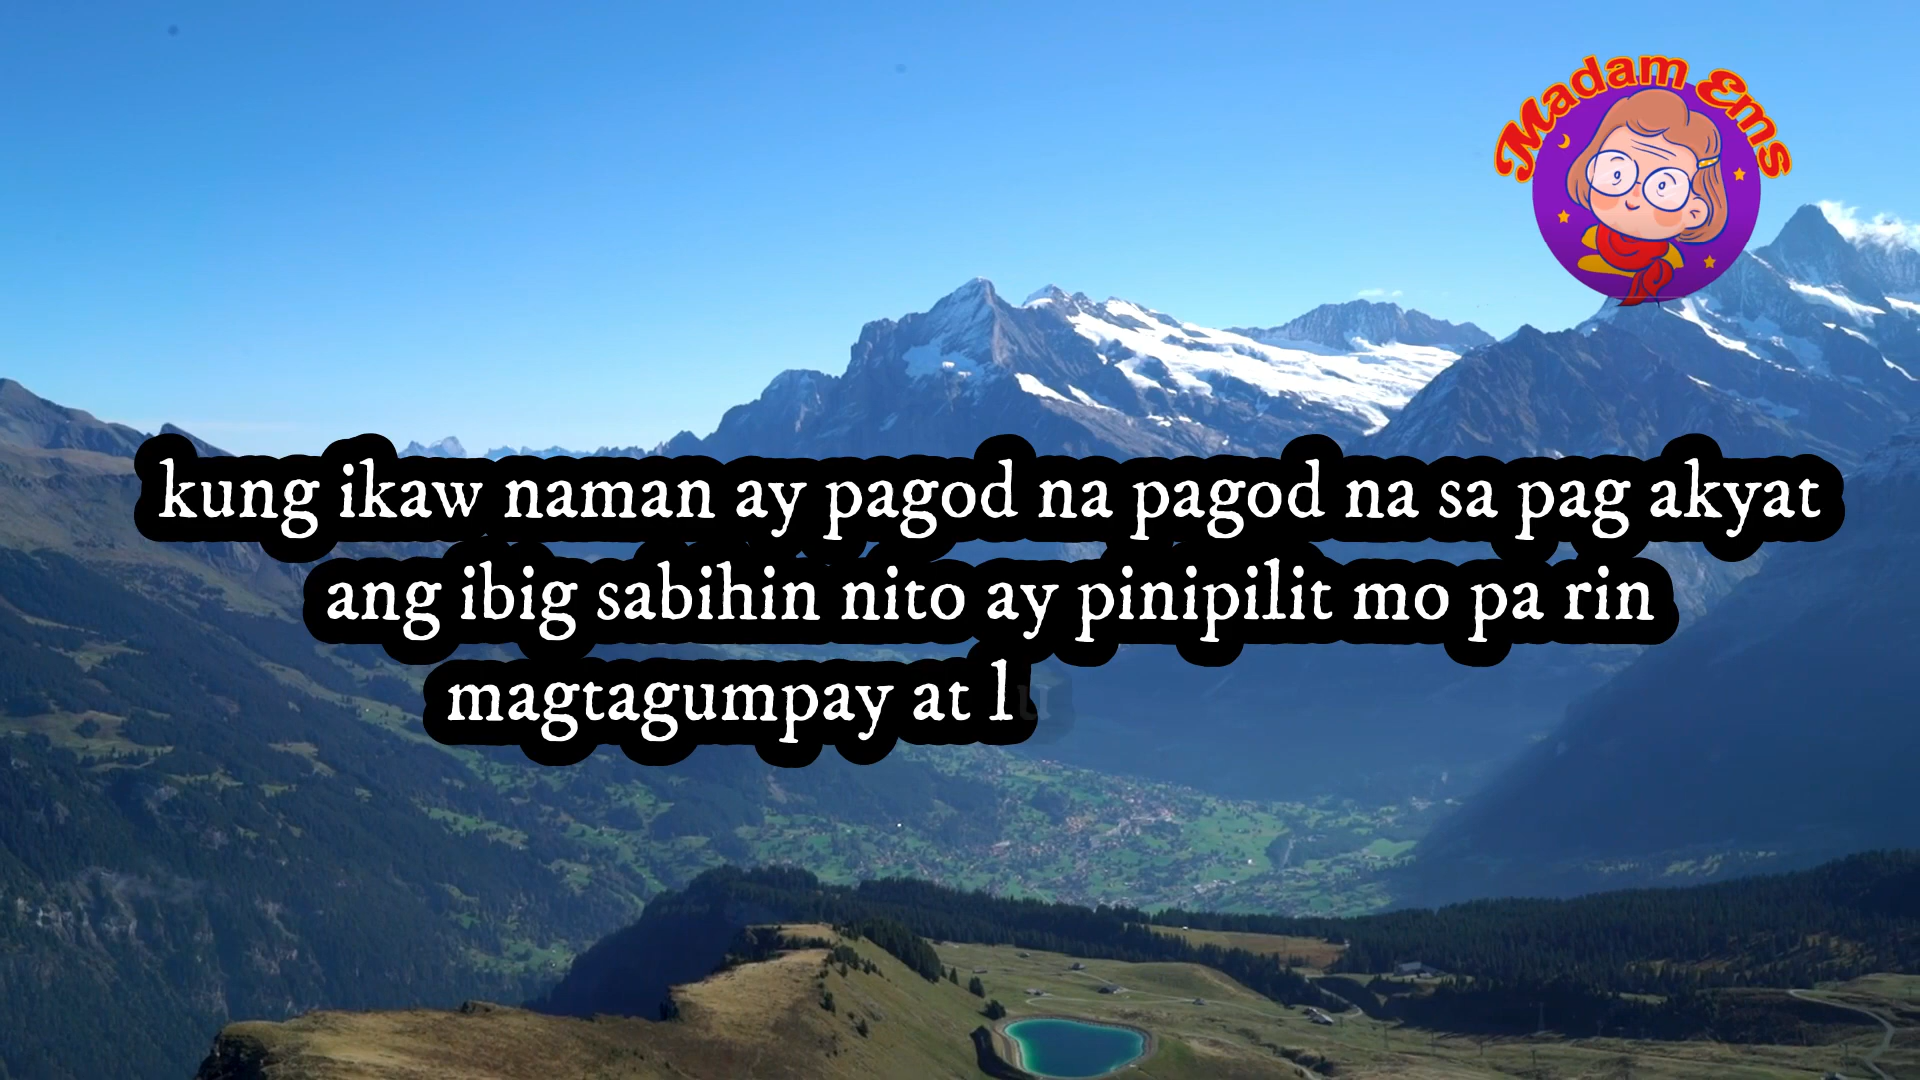 Madam Ems
kung ikaw naman ay pagod na pagod na sa pag akyat
ang ibig sabihin nito ay pinipilit mo pa rin
magtagumpay at lu